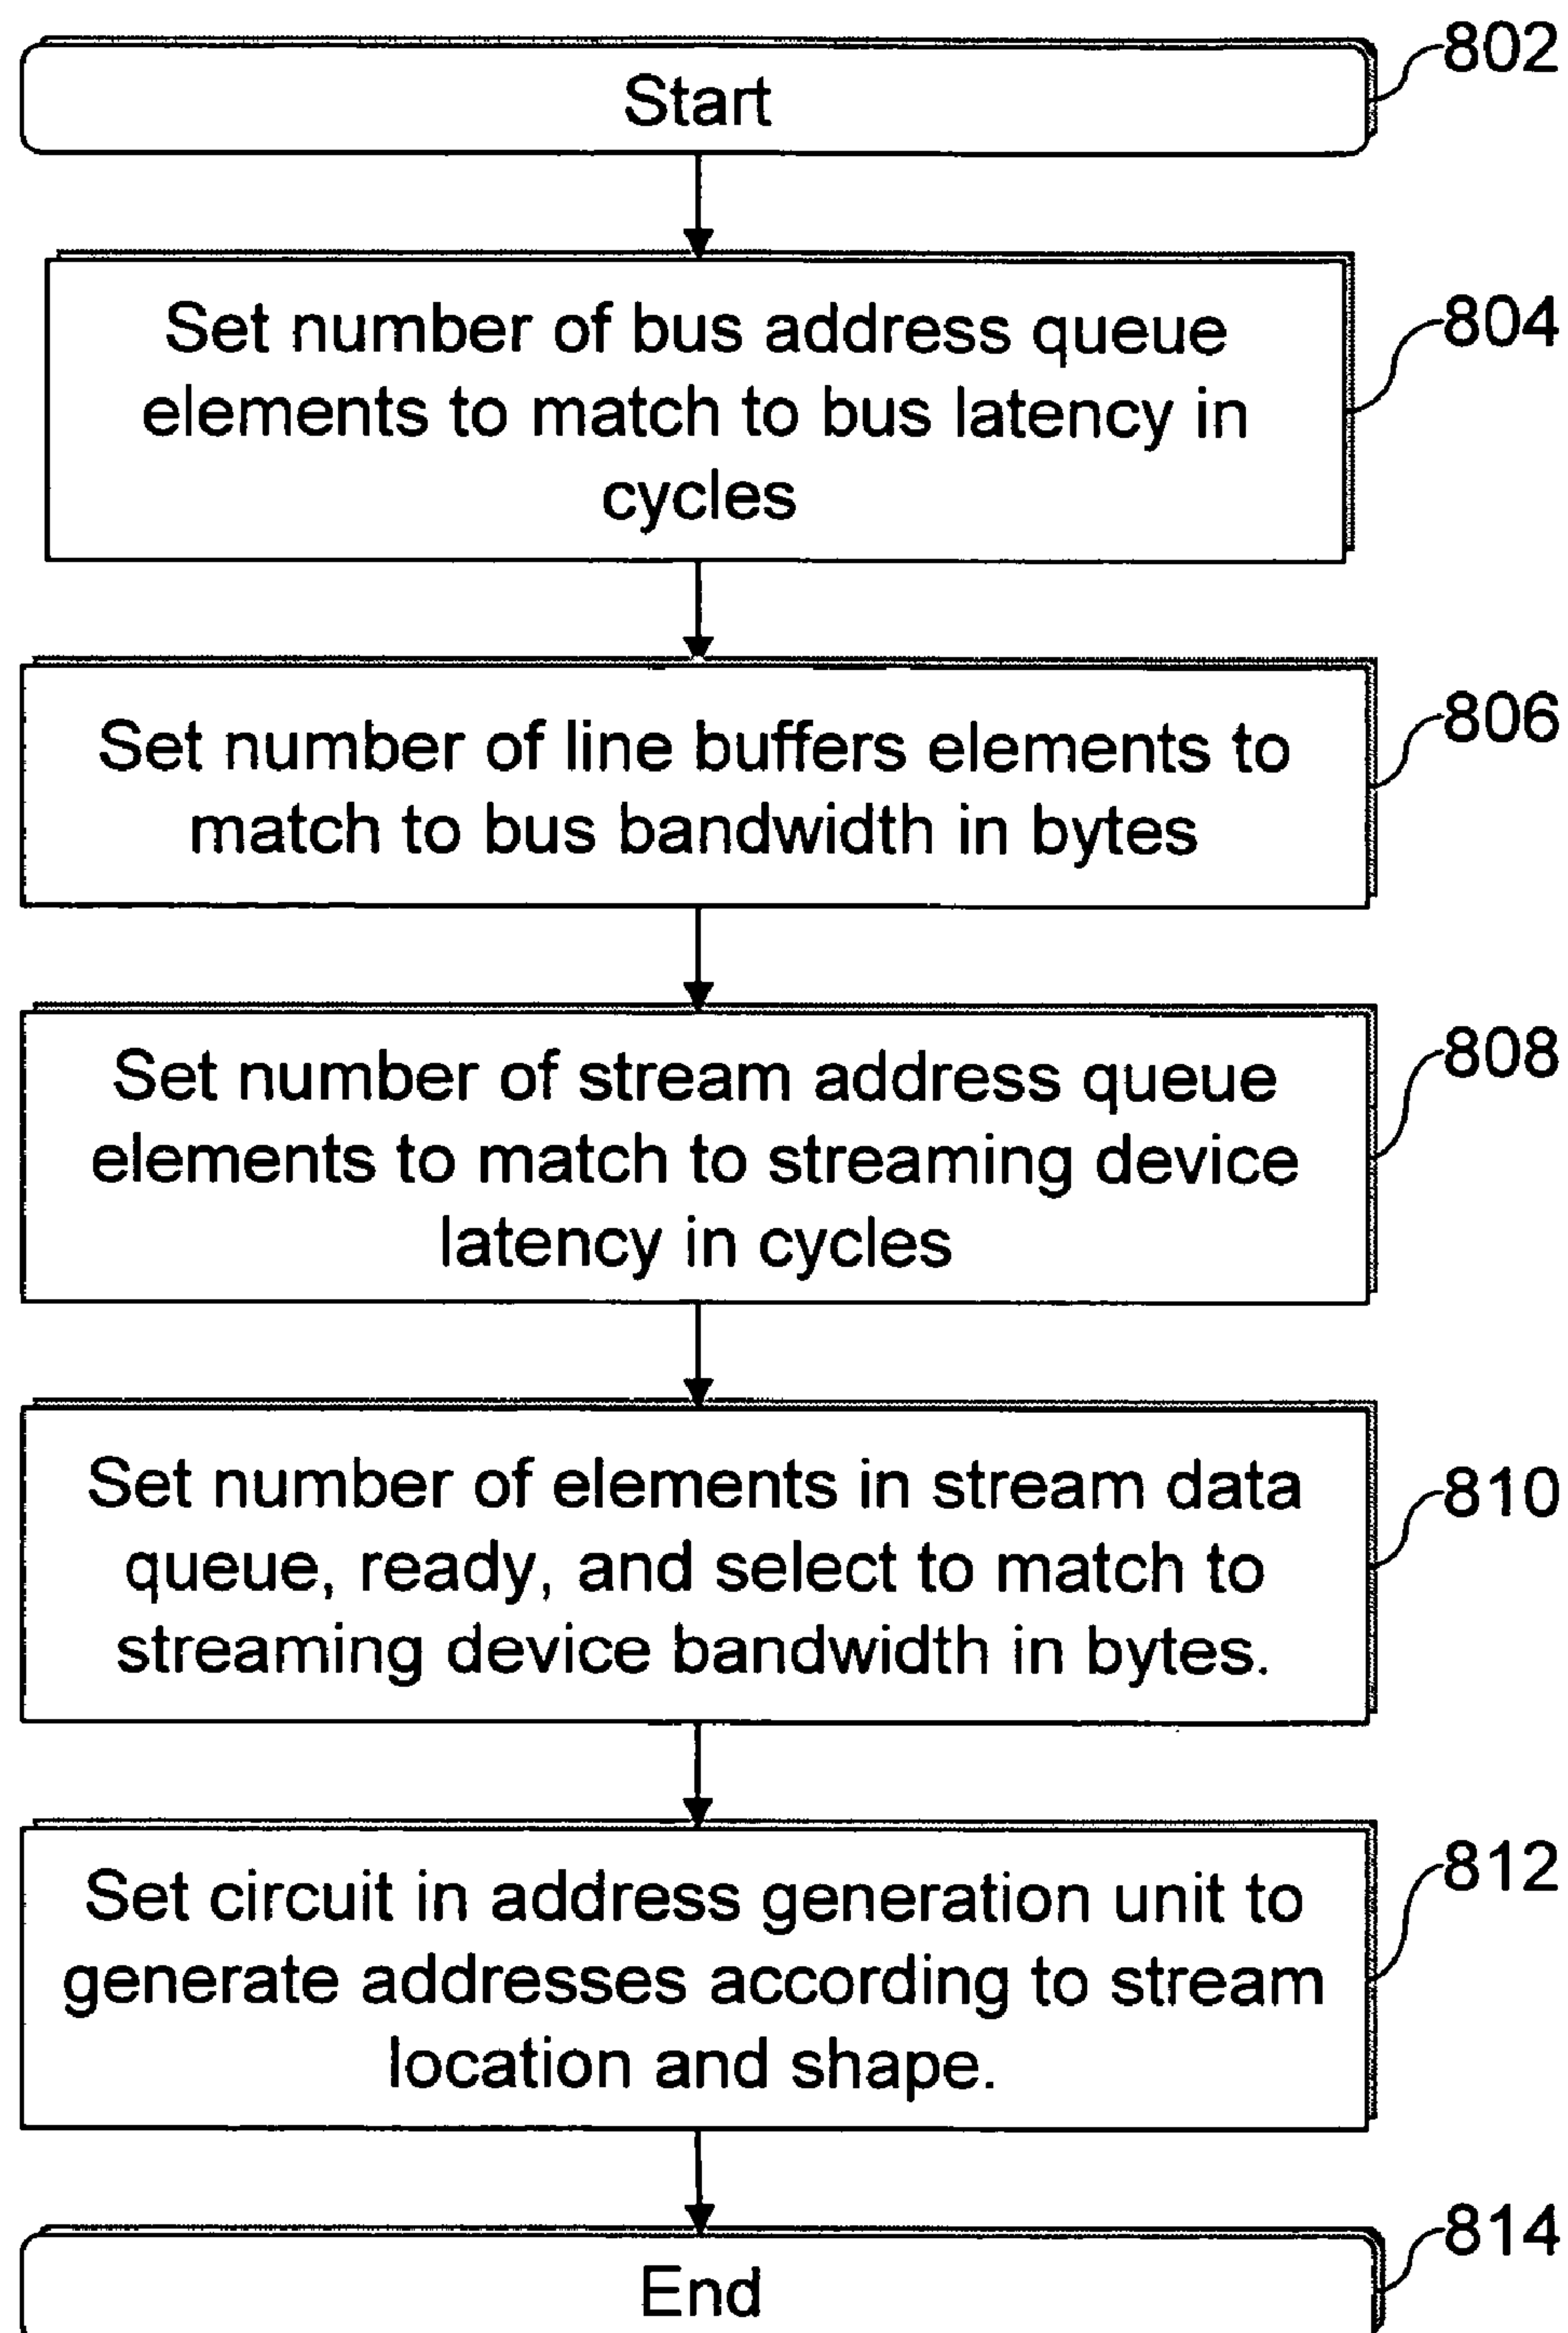 Start
802
Set number of bus address queue
elements to match to bus latency in
cycles
804
Set number of line buffers elements to
match to bus bandwidth in bytes
806
Set number of stream address queue
elements to match to streaming device
latency in cycles
808
Set number of elements in stream data
queue, ready, and select to match to
streaming device bandwidth in bytes.
810
Set circuit in address generation unit to
generate addresses according to stream
location and shape.
812
End
814